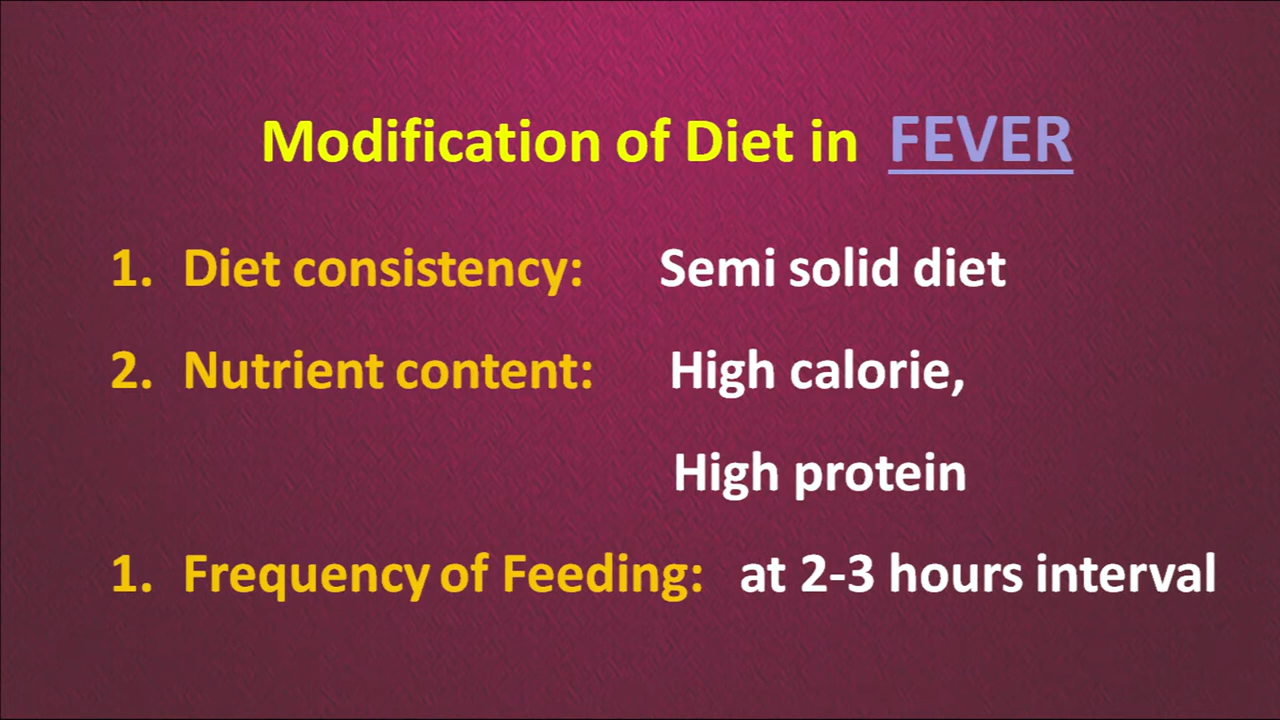 Modification of Diet in FEVER
1. Diet consistency: Semi solid diet
2. Nutrient content: High calorie,
High protein
1. Frequency of Feeding: at 2-3 hours interval